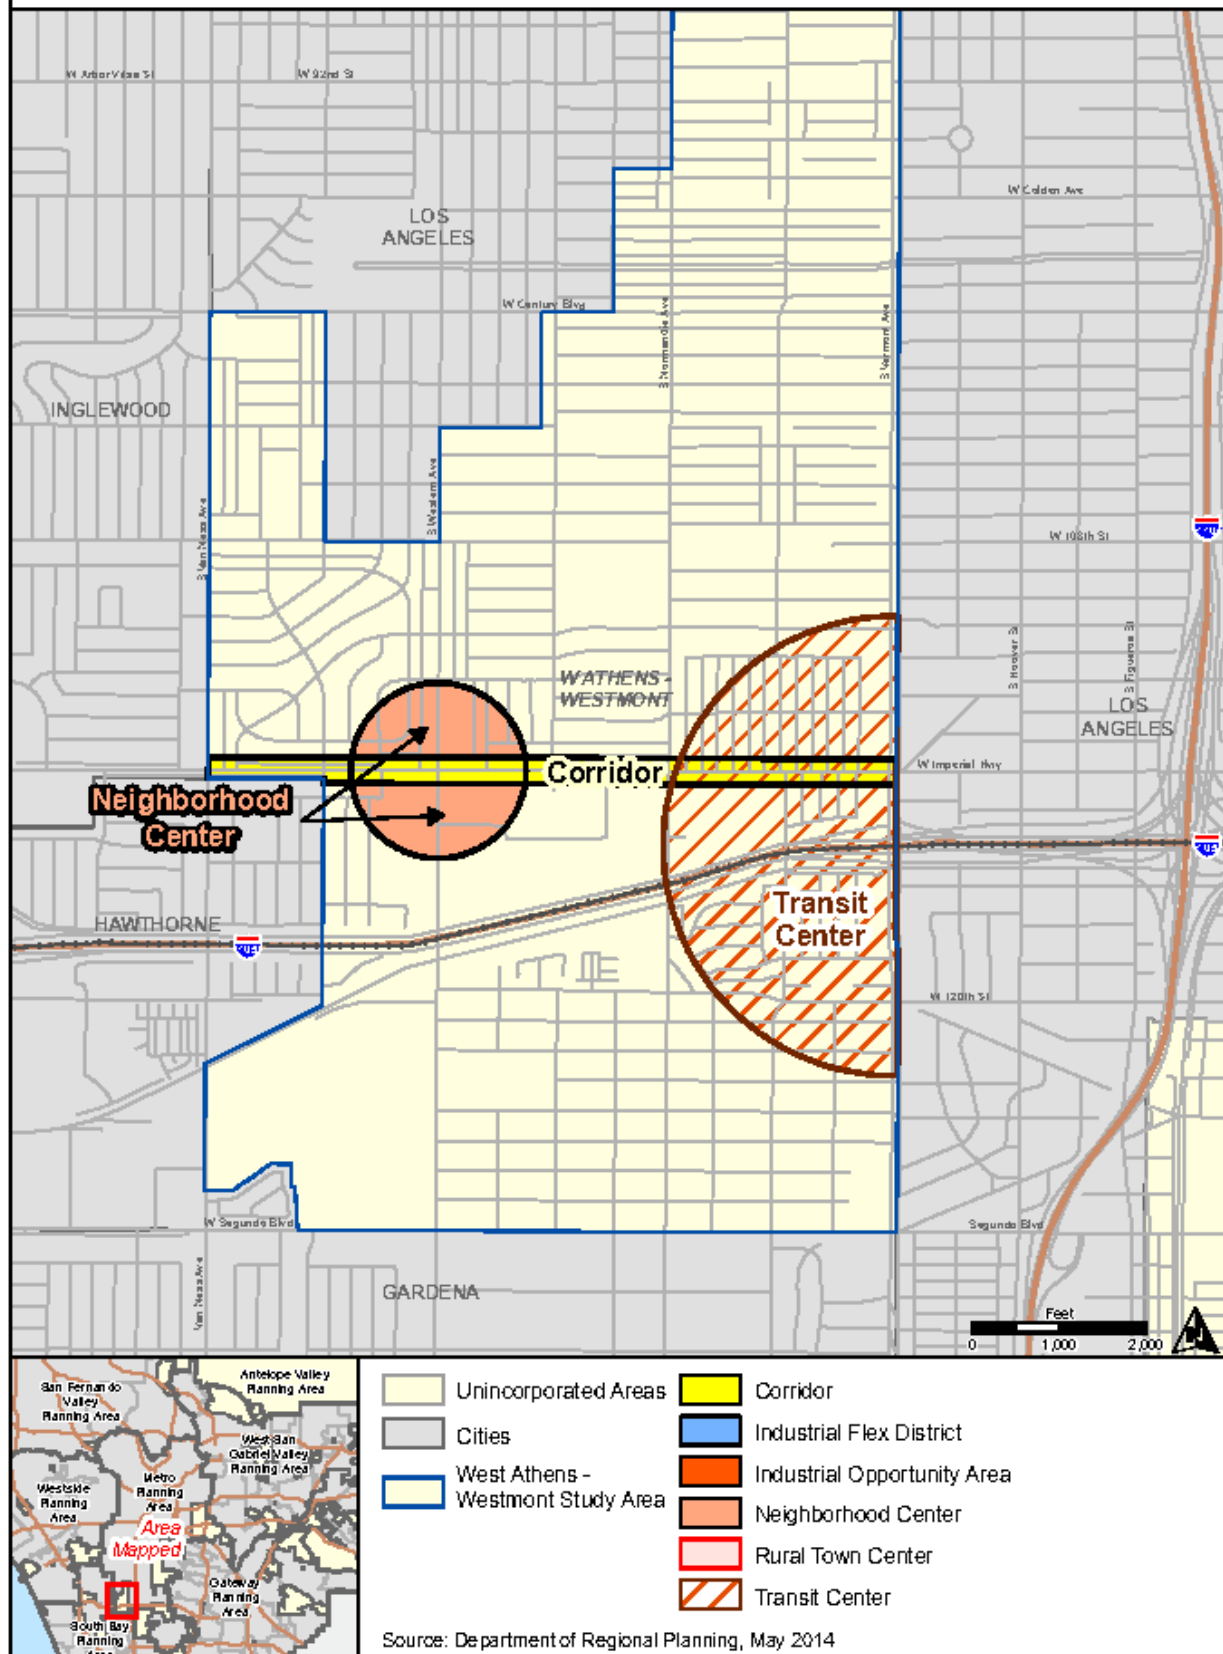 W Arbor Vitae St
W 92nd St
W Colden Ave
LOS
ANGELES
W Century Blvd
S Normandie Ave
S Vermont Ave
INGLEWOOD
S Western Ave
S Van Ness Ave
W 108th St
S Hoover St
S Figueroa St
W ATHENS -
WESTMONT
LOS
ANGELES
W Imperial Hwy
Corridor
Neighborhood
Center
HAWTHORNE
Transit
Center
W 120th St
W Segundo Blvd
Segundo Blvd
Van Ness Ave
GARDENA
Feet
0 1,000 2,000
Antelope Valley
Planning Area
San Fernando
Valley
Planning Area
West San
Gabriel Valley
Planning Area
Metro
Planning
Area
Westside
Planning
Area
Area
Mapped
Gateway
Planning
Area
South Bay
Planning
Unincorporated Areas
Cities
West Athens -
Westmont Study Area
Corridor
Industrial Flex District
Industrial Opportunity Area
Neighborhood Center
Rural Town Center
Transit Center
Source: Department of Regional Planning, May 2014